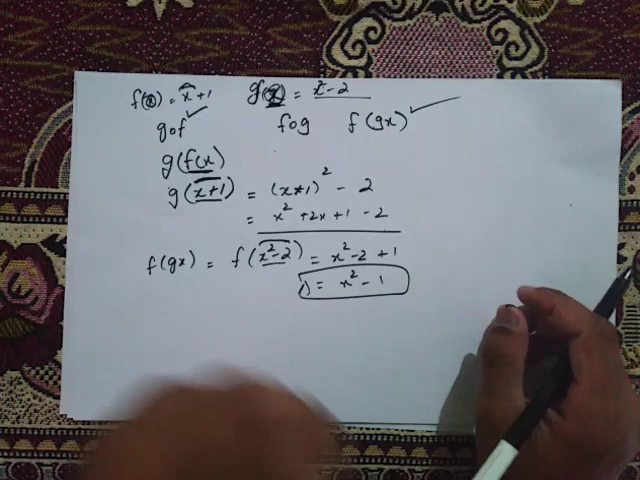 f(x) = x+1 g(x) = x²-2
gof fog f(gx)
g(f(x)
g(x+1) = (x+1)² - 2
= x² +2x+1 -2
f(gx) = f(x²-2) = x²-2 +1
= x² - 1